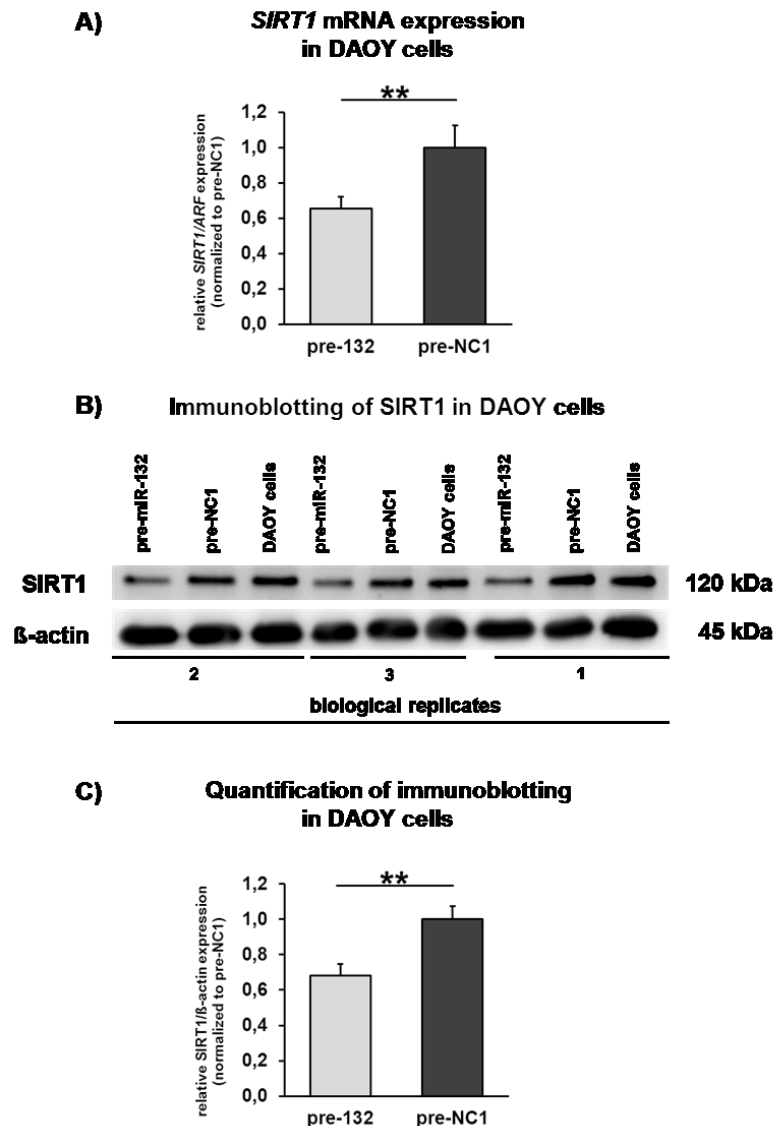 A)
SIRT1 mRNA expression
in DAOY cells
relative SIRT1/ARF expression
(normalized to pre-NC1)
**
1,2
1,0
0,8
0,6
0,4
0,2
0,0
pre-132 pre-NC1
B) Immunoblotting of SIRT1 in DAOY cells
pre-miR-132 pre-NC1 DAOY cells pre-miR-132 pre-NC1 DAOY cells pre-miR-132 pre-NC1 DAOY cells
SIRT1 120 kDa
ß-actin 45 kDa
2 3 1
biological replicates
C)
Quantification of immunoblotting
in DAOY cells
relative SIRT1/ß-actin expression
(normalized to pre-NC1)
**
1,2
1,0
0,8
0,6
0,4
0,2
0,0
pre-132 pre-NC1